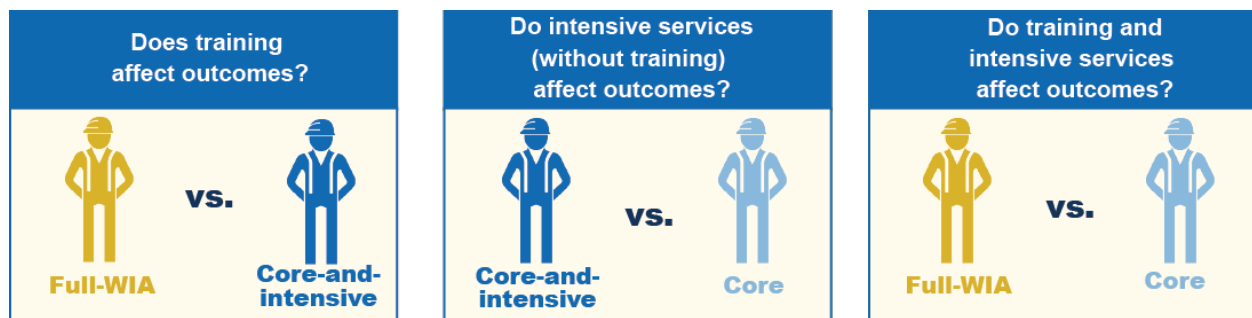 Does training
affect outcomes?
Full-WIA
vs.
Core-and-
intensive
Do intensive services
(without training)
affect outcomes?
Core-and-
intensive
vs.
Core
Do training and
intensive services
affect outcomes?
Full-WIA
vs.
Core